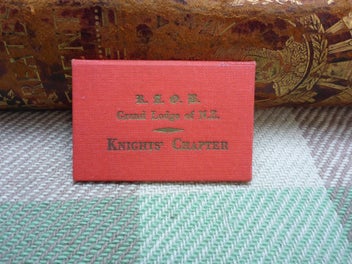 R. A. O. B.
Grand Lodge of N.Z.
KNIGHTS' CHAPTER